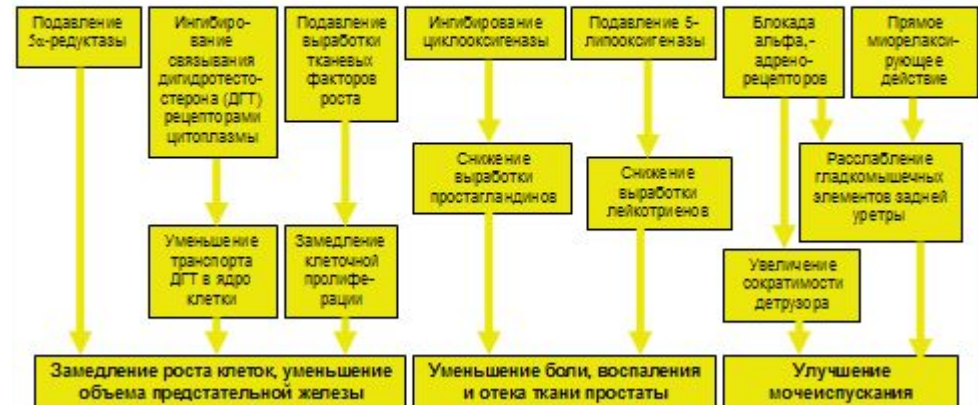 Подавление
5α-редуктазы
Ингибиро-
вание
связывания
дигидротесто-
стерона (ДГТ)
рецепторами
цитоплазмы
Подавление
выработки
тканевых
факторов
роста
Ингибирование
циклооксигеназы
Подавление 5-
липооксигеназы
Блокада
альфа,-
адрено-
рецепторов
Прямое
миорелакси-
рующее
действие
Снижение
выработки
простагландинов
Снижение
выработки
лейкотриенов
Расслабление
гладкомышечных
элементов задней
уретры
Уменьшение
транспорта
ДГТ в ядро
клетки
Замедление
клеточной
пролифе-
рации
Увеличение
сократимости
детрузора
Замедление роста клеток, уменьшение
объема предстательной железы
Уменьшение боли, воспаления
и отека ткани простаты
Улучшение
мочеиспускания